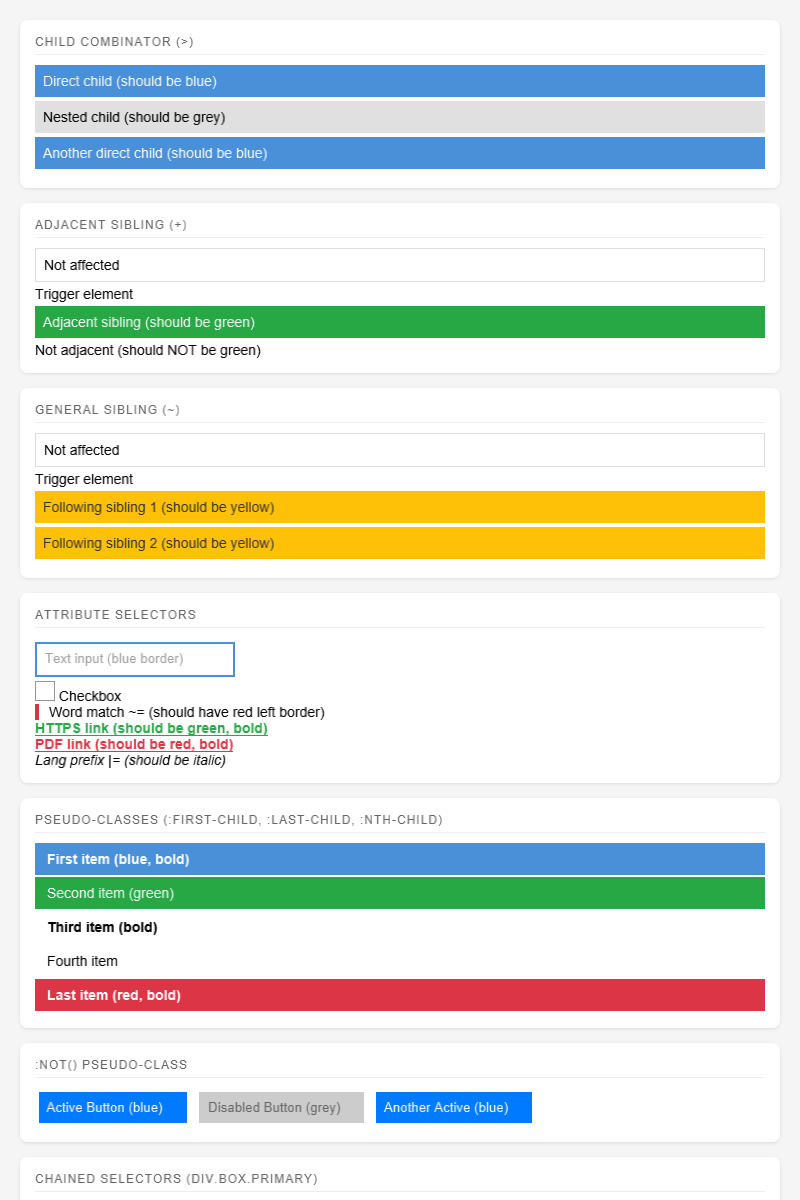 CHILD COMBINATOR (>)
Direct child (should be blue)
Nested child (should be grey)
Another direct child (should be blue)
ADJACENT SIBLING (+)
Not affected
Trigger element
Adjacent sibling (should be green)
Not adjacent (should NOT be green)
GENERAL SIBLING (~)
Not affected
Trigger element
Following sibling 1 (should be yellow)
Following sibling 2 (should be yellow)
ATTRIBUTE SELECTORS
Text input (blue border)
Checkbox
Word match ~= (should have red left border)
HTTPS link (should be green, bold)
PDF link (should be red, bold)
Lang prefix |= (should be italic)
PSEUDO-CLASSES (:FIRST-CHILD, :LAST-CHILD, :NTH-CHILD)
First item (blue, bold)
Second item (green)
Third item (bold)
Fourth item
Last item (red, bold)
:NOT() PSEUDO-CLASS
Active Button (blue) Disabled Button (grey) Another Active (blue)
CHAINED SELECTORS (DIV.BOX.PRIMARY)